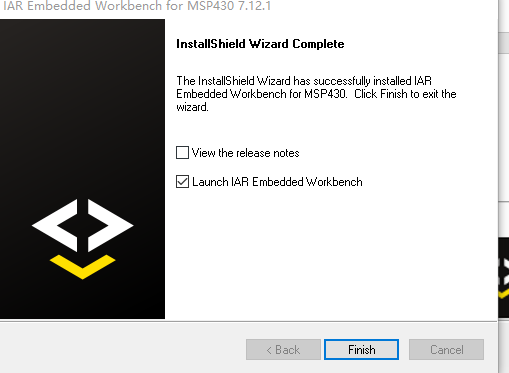 IAR Embedded Workbench for MSP430 7.12.1
InstallShield Wizard Complete
The InstallShield Wizard has successfully installed IAR
Embedded Workbench for MSP430. Click Finish to exit the
wizard.
View the release notes
Launch IAR Embedded Workbench
< Back
Finish
Cancel